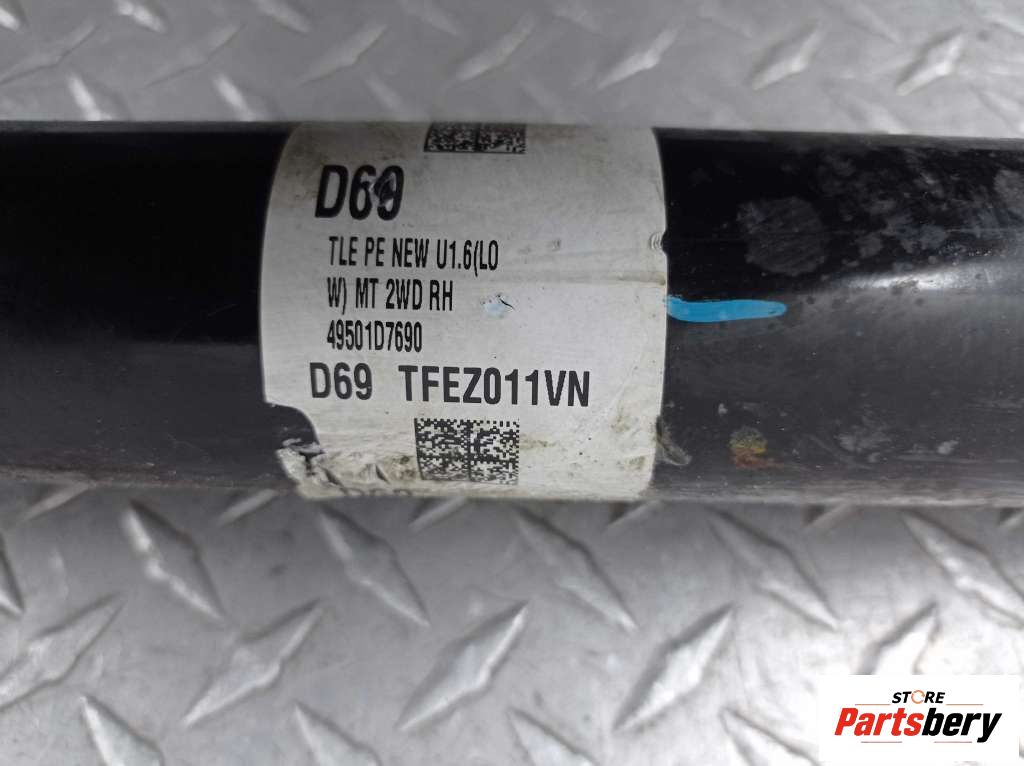 D69
TLE PE NEW U1.6(LO
W) MT 2WD RH
49501D7690
D69 TFEZ011VN
STORE
Partsbery